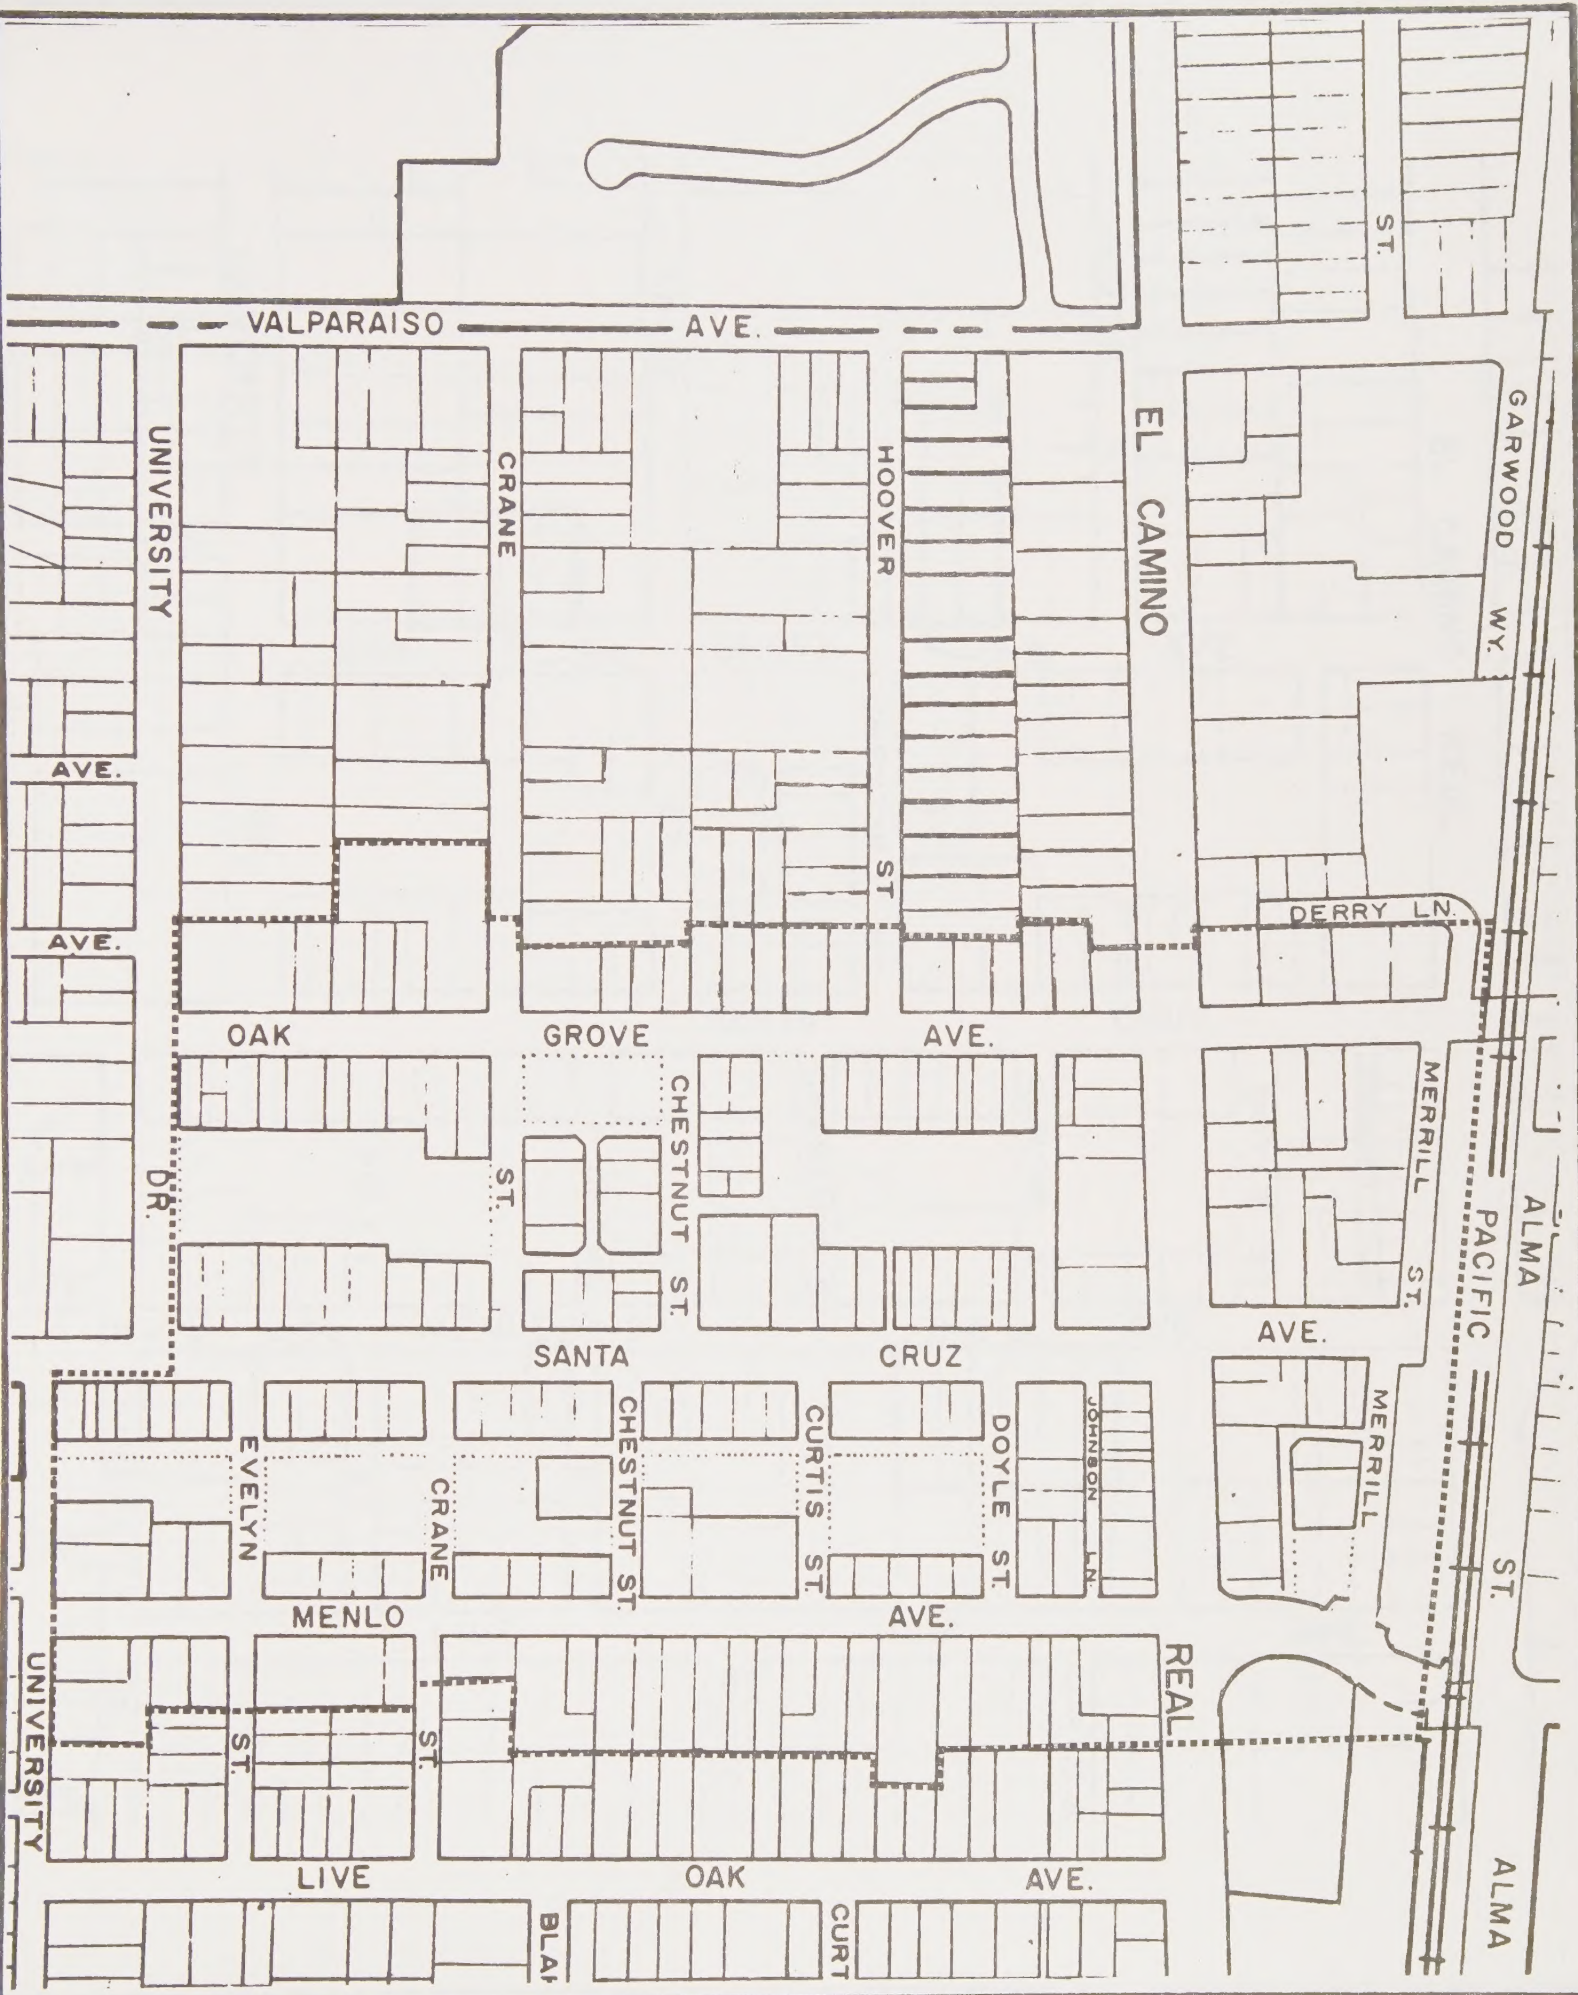 ST.
VALPARAISO AVE.
UNIVERSITY
CRANE
HOOVER
EL CAMINO
GARWOOD WY.
AVE.
ST
AVE.
DERRY LN.
OAK GROVE AVE.
CHESTNUT ST.
MERRILL ST.
DR.
ST.
PACIFIC
ALMA
SANTA CRUZ AVE.
EVELYN
CRANE
CHESTNUT ST.
CURTIS ST.
DOYLE ST.
JOHNSON LN.
MERRILL
ST.
MENLO AVE.
UNIVERSITY
ST.
ST.
REAL
LIVE OAK AVE.
ALMA
CURT